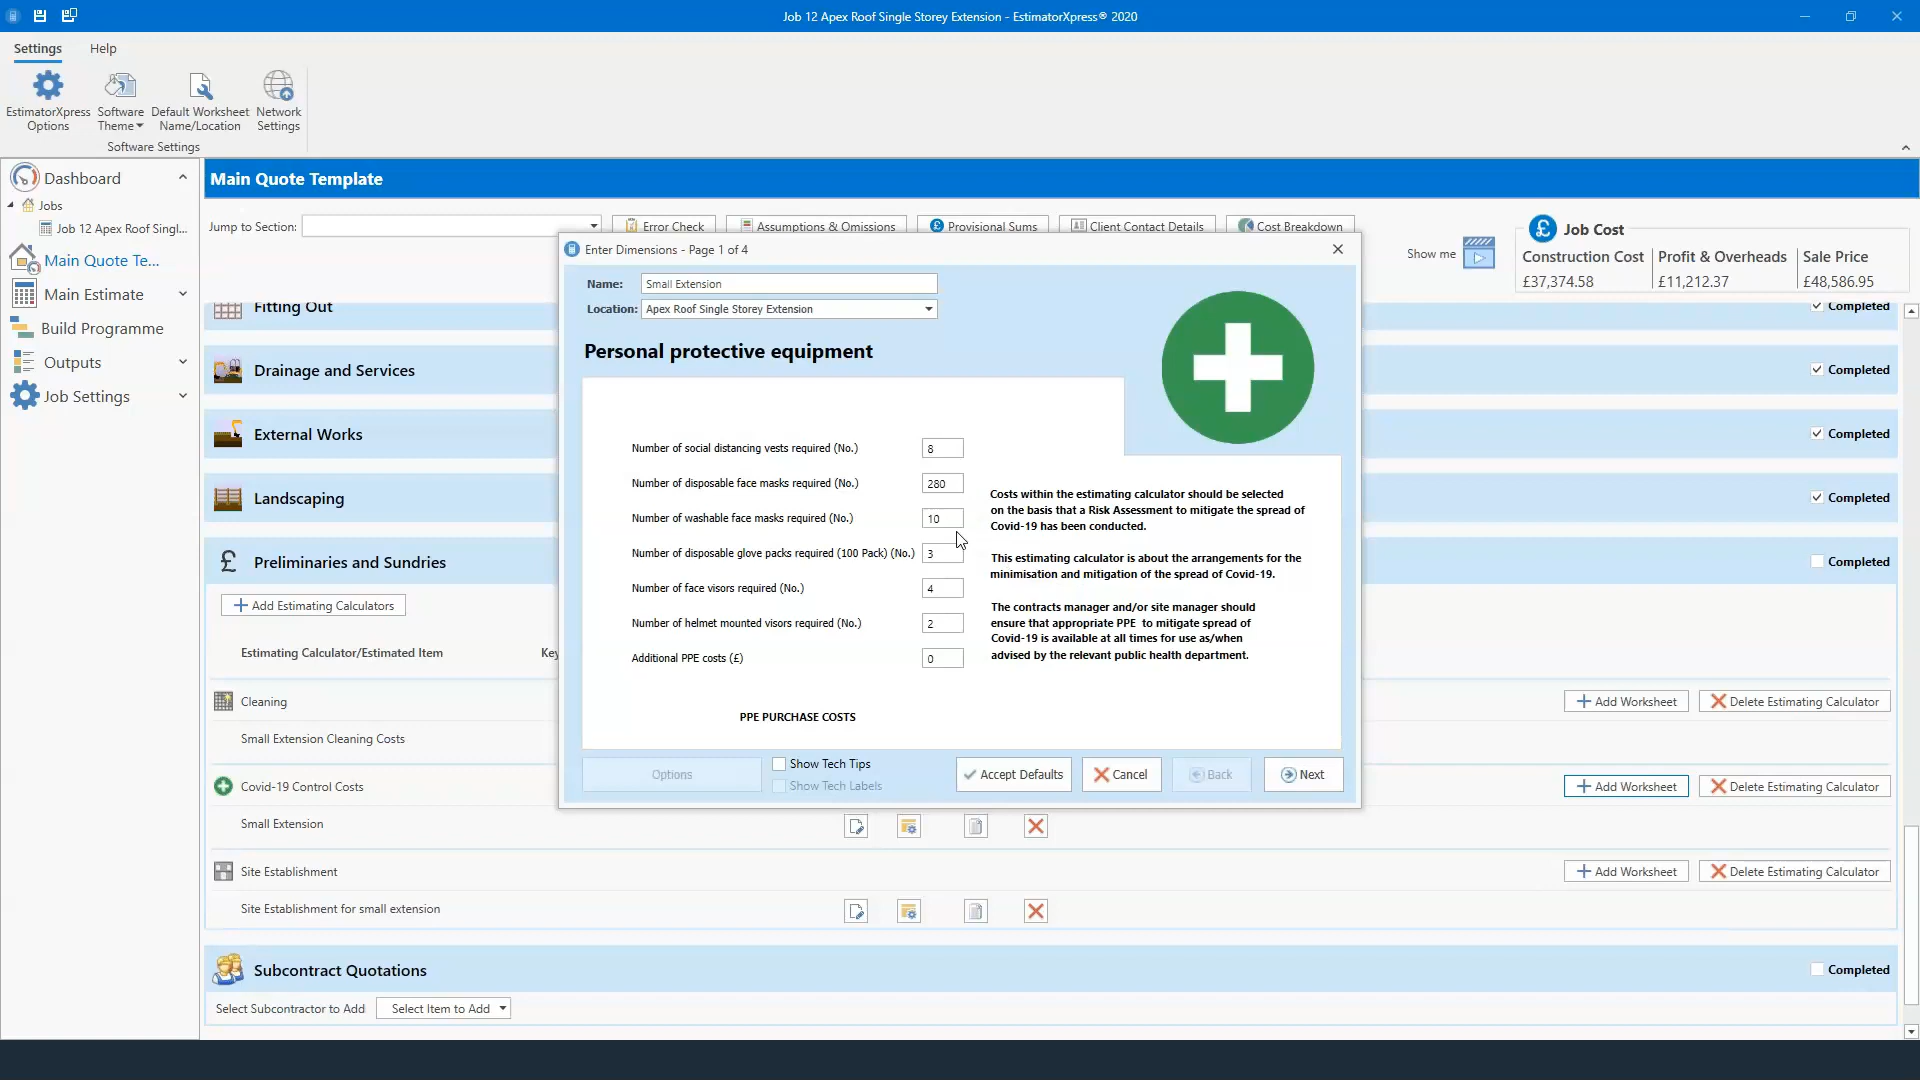 Job 12 Apex Roof Single Storey Extension - EstimatorXpress® 2020
Settings
Help
EstimatorXpress
Options
Software
Theme
Default Worksheet
Name/Location
Network
Settings
Software Settings
Dashboard
Jobs
Job 12 Apex Roof Singl...
Main Quote Te...
Main Estimate
Build Programme
Outputs
Job Settings
Main Quote Template
Jump to Section:
Error Check
Assumptions & Omissions
Provisional Sums
Client Contact Details
Cost Breakdown
Show me
Job Cost
Construction Cost
Profit & Overheads
Sale Price
£37,374.58
£11,212.37
£48,586.95
Fitting Out
Completed
Drainage and Services
Completed
External Works
Completed
Landscaping
Completed
Preliminaries and Sundries
Completed
Add Estimating Calculators
Estimating Calculator/Estimated Item
Key
Cleaning
Add Worksheet
Delete Estimating Calculator
Small Extension Cleaning Costs
Covid-19 Control Costs
Add Worksheet
Delete Estimating Calculator
Small Extension
Site Establishment
Add Worksheet
Delete Estimating Calculator
Site Establishment for small extension
Subcontract Quotations
Completed
Select Subcontractor to Add
Select Item to Add
Enter Dimensions - Page 1 of 4
Name: Small Extension
Location: Apex Roof Single Storey Extension
Personal protective equipment
Number of social distancing vests required (No.) 8
Number of disposable face masks required (No.) 280
Number of washable face masks required (No.) 10
Number of disposable glove packs required (100 Pack) (No.) 3
Number of face visors required (No.) 4
Number of helmet mounted visors required (No.) 2
Additional PPE costs (£) 0
PPE PURCHASE COSTS
Costs within the estimating calculator should be selected
on the basis that a Risk Assessment to mitigate the spread of
Covid-19 has been conducted.
This estimating calculator is about the arrangements for the
minimisation and mitigation of the spread of Covid-19.
The contracts manager and/or site manager should
ensure that appropriate PPE to mitigate spread of
Covid-19 is available at all times for use as/when
advised by the relevant public health department.
Options
Show Tech Tips
Show Tech Labels
Accept Defaults
Cancel
Back
Next